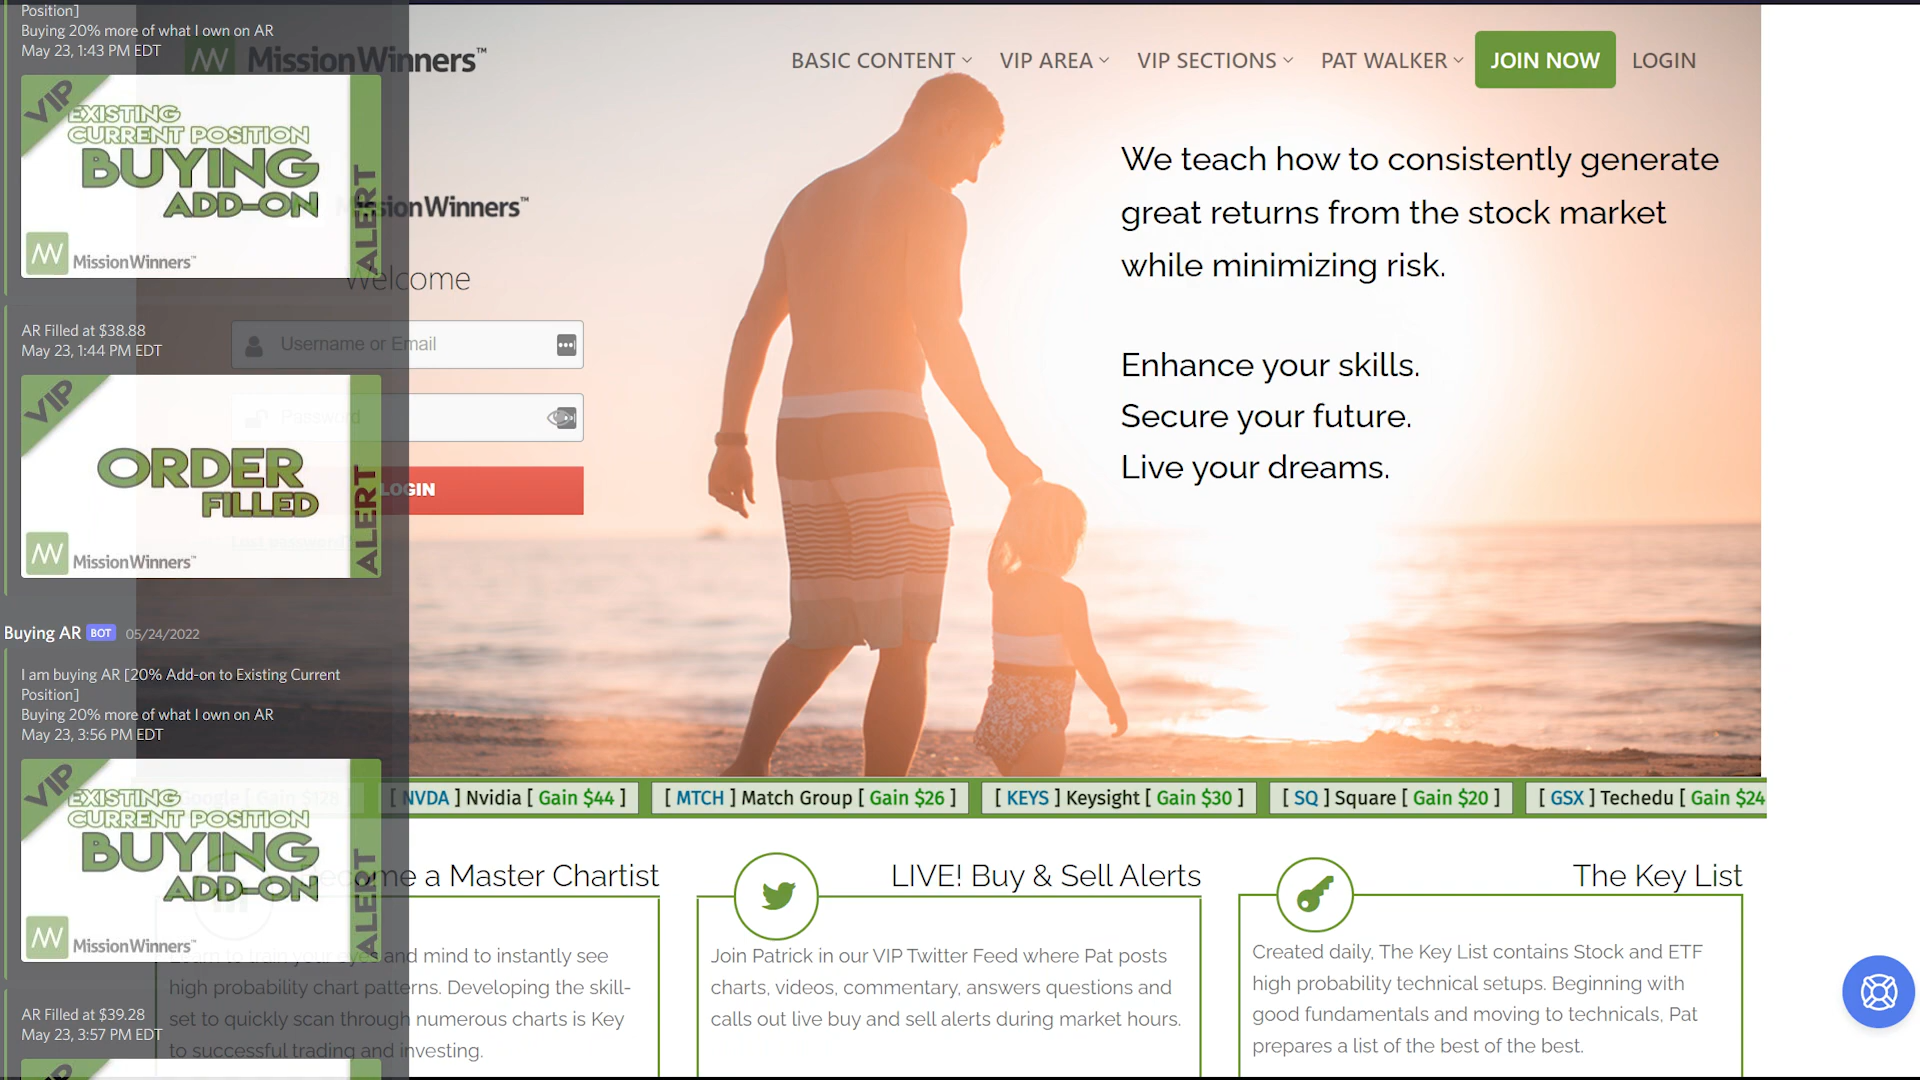 Position]
Buying 20% more of what I own on AR
May 23, 1:43 PM EDT
VIP
EXISTING
CURRENT POSITION
BUYING
ADD-ON
ALERT
MissionWinners™
AR Filled at $38.88
May 23, 1:44 PM EDT
VIP
ORDER
FILLED
ALERT
MissionWinners™
Buying AR BOT 05/24/2022
I am buying AR [20% Add-on to Existing Current
Position]
Buying 20% more of what I own on AR
May 23, 3:56 PM EDT
VIP
EXISTING
CURRENT POSITION
BUYING
ADD-ON
ALERT
MissionWinners™
AR Filled at $39.28
May 23, 3:57 PM EDT
MissionWinners™
BASIC CONTENT
VIP AREA
VIP SECTIONS
PAT WALKER
JOIN NOW
LOGIN
MissionWinners™
Welcome
Username or Email
Password
LOGIN
We teach how to consistently generate
great returns from the stock market
while minimizing risk.
Enhance your skills.
Secure your future.
Live your dreams.
Google [ Gain $128 ] [ NVDA ] Nvidia [ Gain $44 ] [ MTCH ] Match Group [ Gain $26 ] [ KEYS ] Keysight [ Gain $30 ] [ SQ ] Square [ Gain $20 ] [ GSX ] Techedu [ Gain $24
Become a Master Chartist
Learn to train your eyes and mind to instantly see
high probability chart patterns. Developing the skill-
set to quickly scan through numerous charts is Key
to successful trading and investing.
LIVE! Buy & Sell Alerts
Join Patrick in our VIP Twitter Feed where Pat posts
charts, videos, commentary, answers questions and
calls out live buy and sell alerts during market hours.
The Key List
Created daily, The Key List contains Stock and ETF
high probability technical setups. Beginning with
good fundamentals and moving to technicals, Pat
prepares a list of the best of the best.